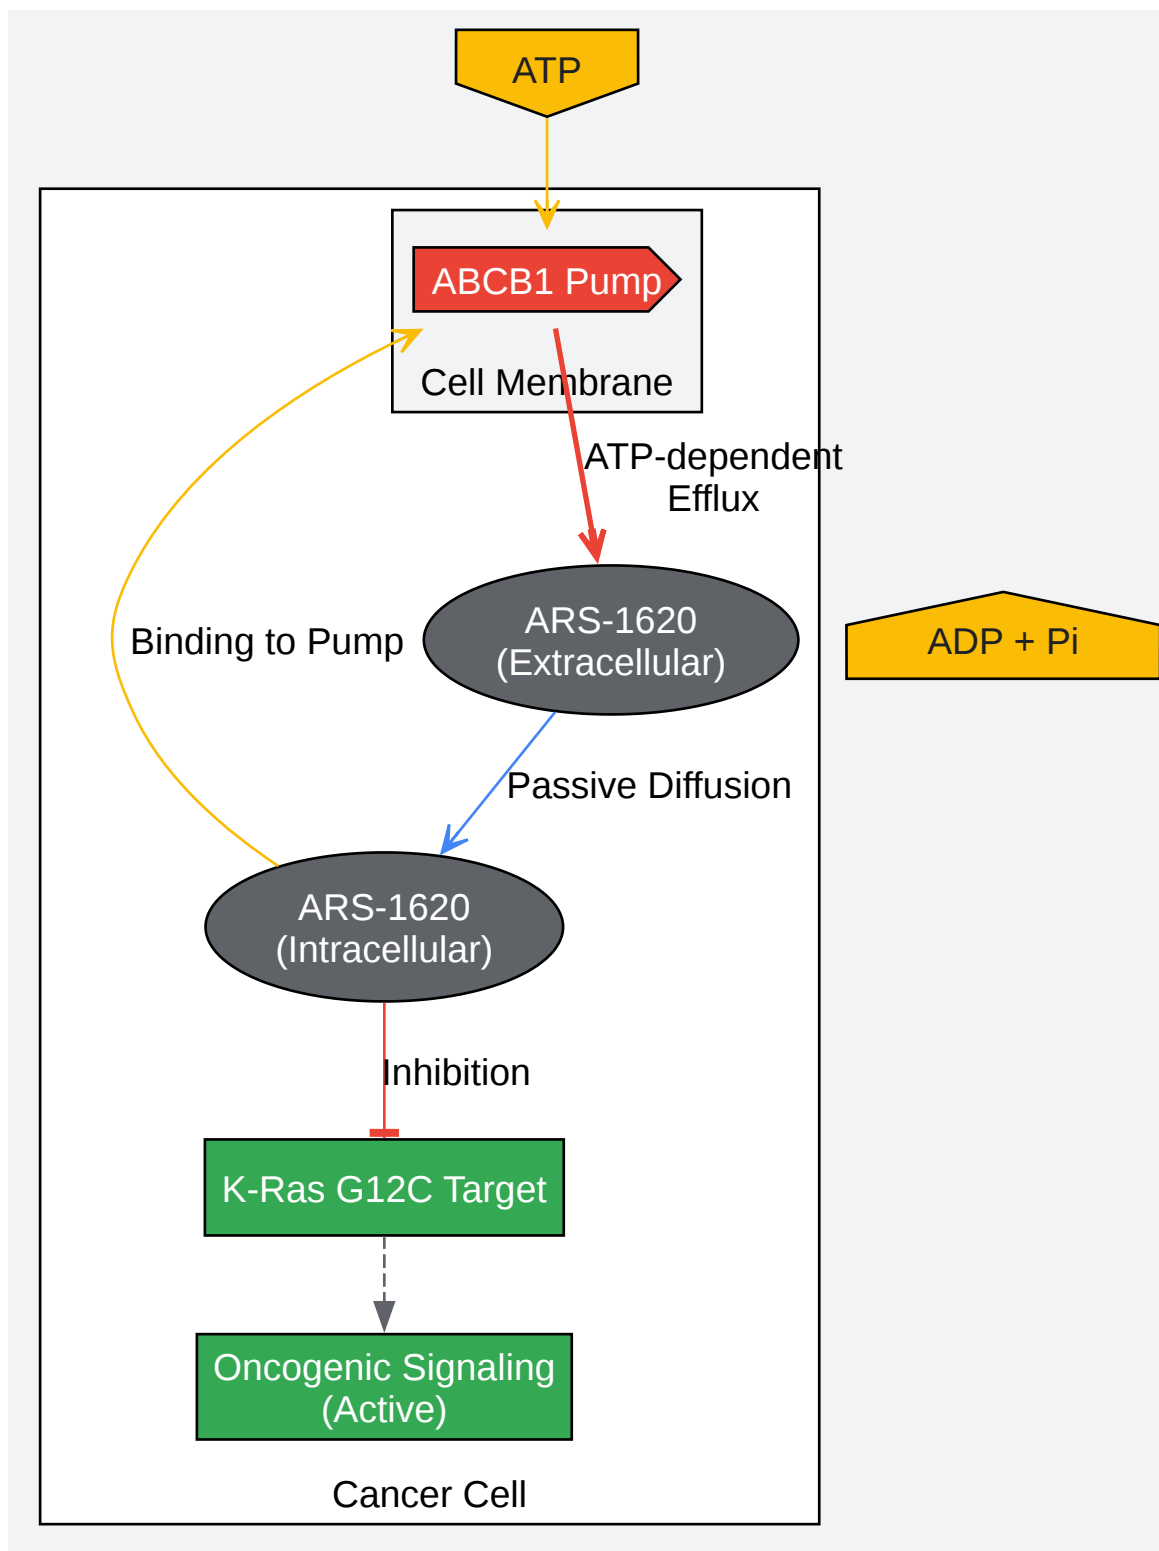 ATP
ABCB1 Pump
Cell Membrane
ATP-dependent
Efflux
ARS-1620
(Extracellular)
Binding to Pump
ADP + Pi
Passive Diffusion
ARS-1620
(Intracellular)
Inhibition
K-Ras G12C Target
Oncogenic Signaling
(Active)
Cancer Cell